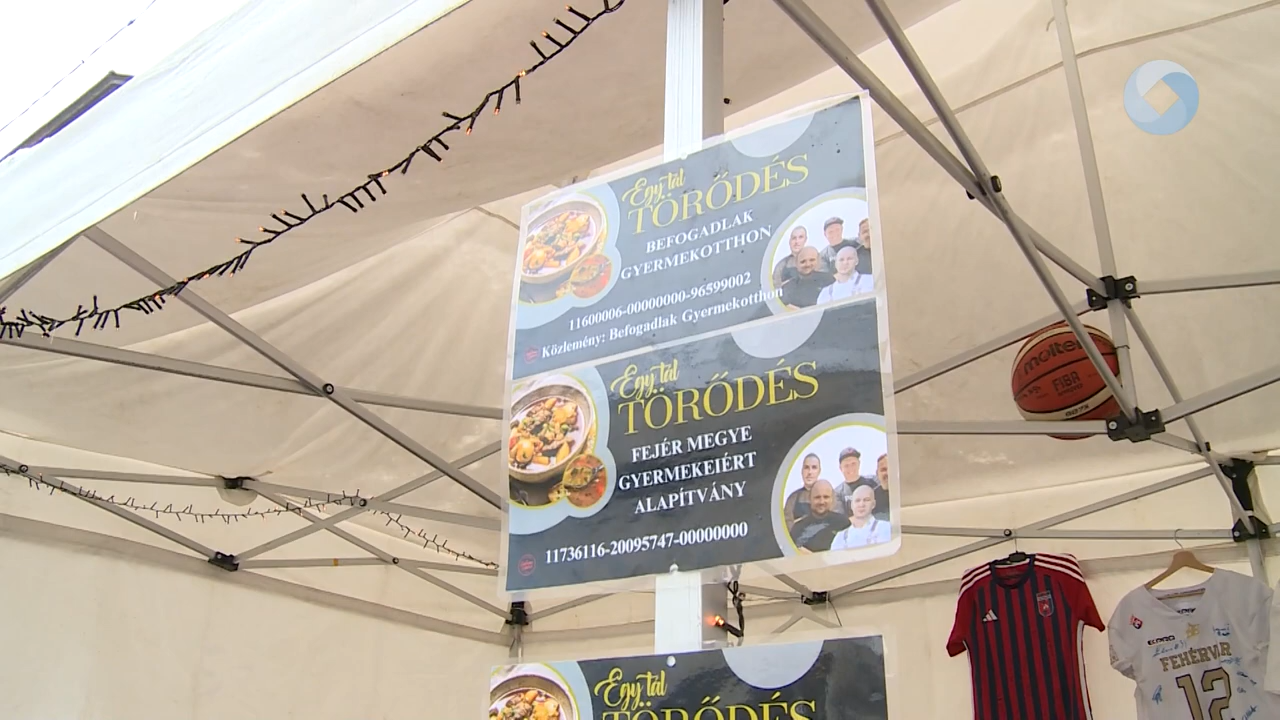 Egy tál
TÖRŐDÉS
BEFOGADLAK
GYERMEKOTTHON
11600006-00000000-96599002
Közlemény: Befogadlak Gyermekotthon
Egy tál
TÖRŐDÉS
FEJÉR MEGYE
GYERMEKEIÉRT
ALAPÍTVÁNY
11736116-20095747-00000000
Egy tál
TÖRŐDÉS
molten
FIBA
FEHÉRVÁR
12